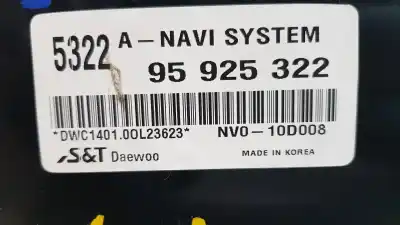 5322 A-NAVI SYSTEM
95 925 322
*DWC1401.00L23623* NV0-10D008
S&T Daewoo MADE IN KOREA